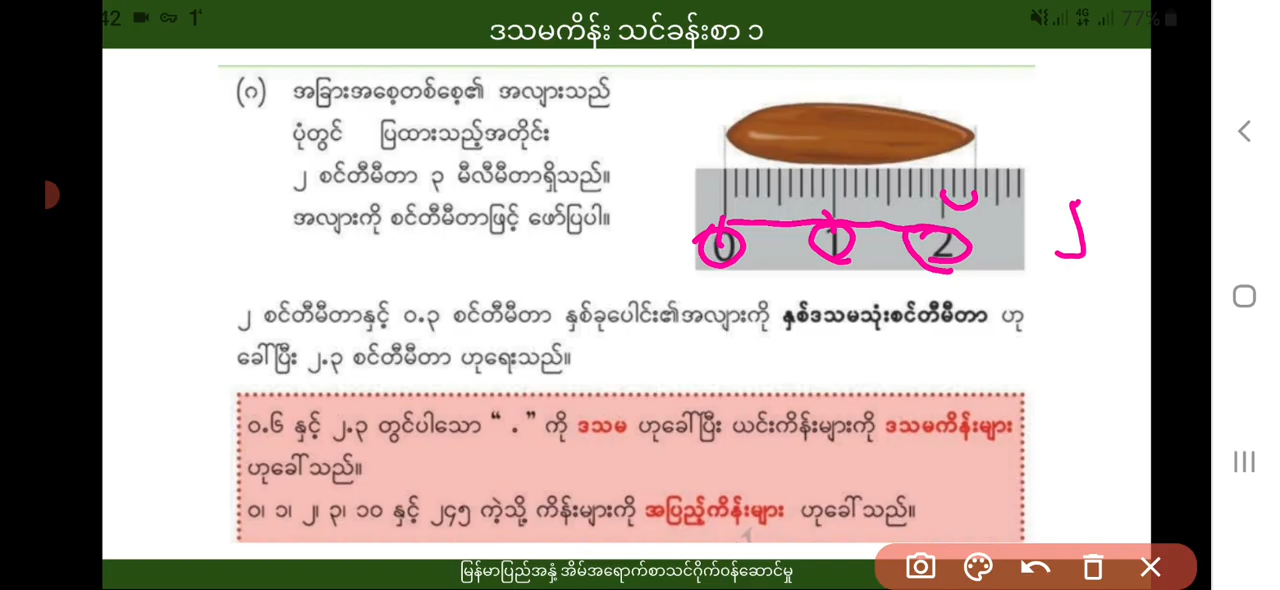 42
77%
4G
ဒသမကိန်း သင်ခန်းစာ ၁
(ဂ) အခြားအစေ့တစ်စေ့၏ အလျားသည်
ပုံတွင် ပြထားသည့်အတိုင်း
၂ စင်တီမီတာ ၃ မီလီမီတာရှိသည်။
အလျားကို စင်တီမီတာဖြင့် ဖော်ပြပါ။
0 1 2
၂
၂ စင်တီမီတာနှင့် ၀.၃ စင်တီမီတာ နှစ်ခုပေါင်း၏အလျားကို နှစ်ဒသမသုံးစင်တီမီတာ ဟု
ခေါ်ပြီး ၂.၃ စင်တီမီတာ ဟုရေးသည်။
၀.၆ နှင့် ၂.၃ တွင်ပါသော “ . ” ကို ဒသမ ဟုခေါ်ပြီး ယင်းကိန်းများကို ဒသမကိန်းများ
ဟုခေါ်သည်။
၀၊ ၁၊ ၂၊ ၃၊ ၁၀ နှင့် ၂၄၅ ကဲ့သို့ ကိန်းများကို အပြည့်ကိန်းများ ဟုခေါ်သည်။
မြန်မာပြည်အနှံ့ အိမ်အရောက်စာသင်ဂိုက်ဝန်ဆောင်မှု